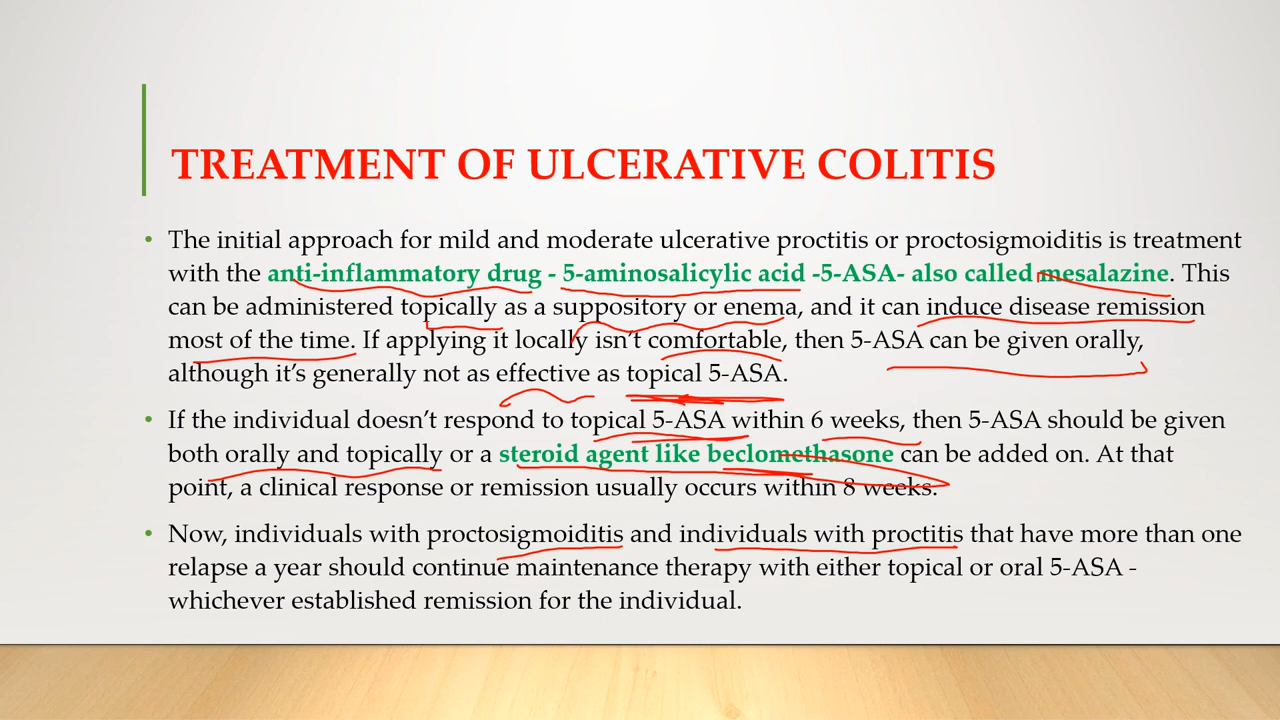 TREATMENT OF ULCERATIVE COLITIS
• The initial approach for mild and moderate ulcerative proctitis or proctosigmoiditis is treatment
with the anti-inflammatory drug - 5-aminosalicylic acid -5-ASA- also called mesalazine. This
can be administered topically as a suppository or enema, and it can induce disease remission
most of the time. If applying it locally isn't comfortable, then 5-ASA can be given orally,
although it's generally not as effective as topical 5-ASA.
• If the individual doesn't respond to topical 5-ASA within 6 weeks, then 5-ASA should be given
both orally and topically or a steroid agent like beclomethasone can be added on. At that
point, a clinical response or remission usually occurs within 8 weeks.
• Now, individuals with proctosigmoiditis and individuals with proctitis that have more than one
relapse a year should continue maintenance therapy with either topical or oral 5-ASA -
whichever established remission for the individual.